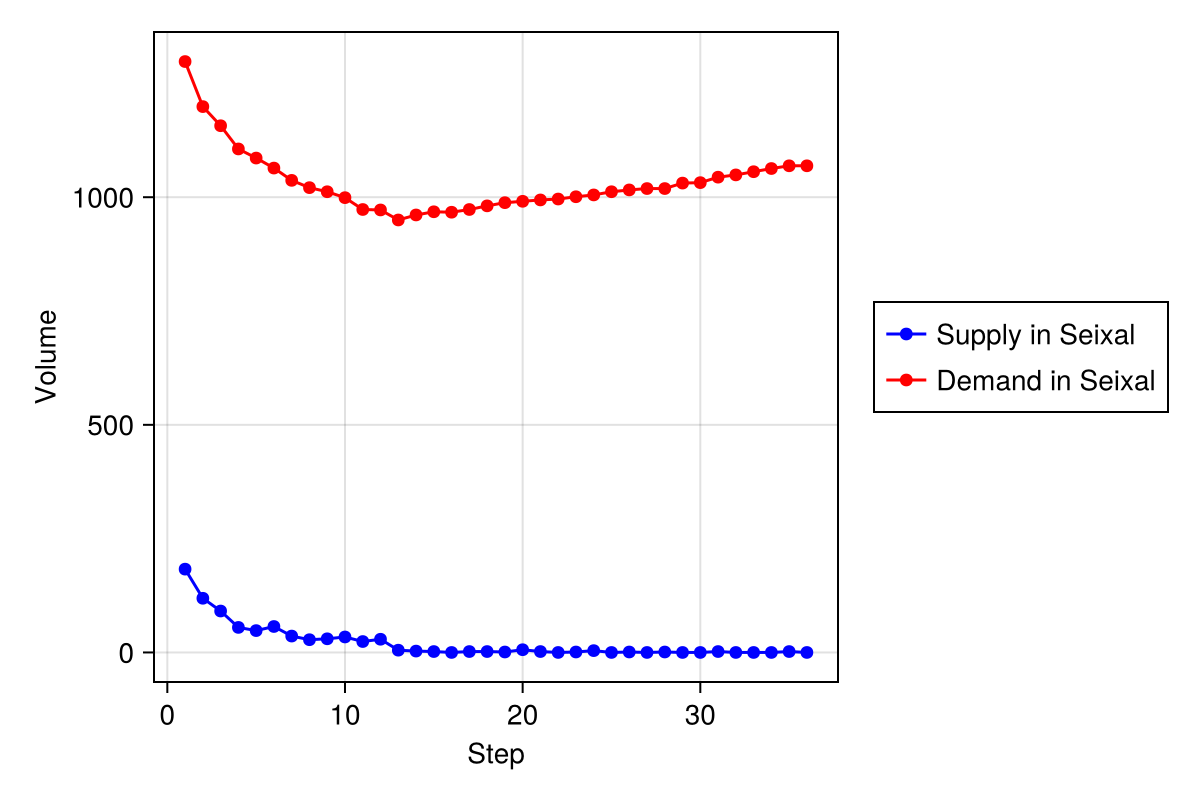 1000
500
0
0 10 20 30
Volume
Step
Supply in Seixal
Demand in Seixal